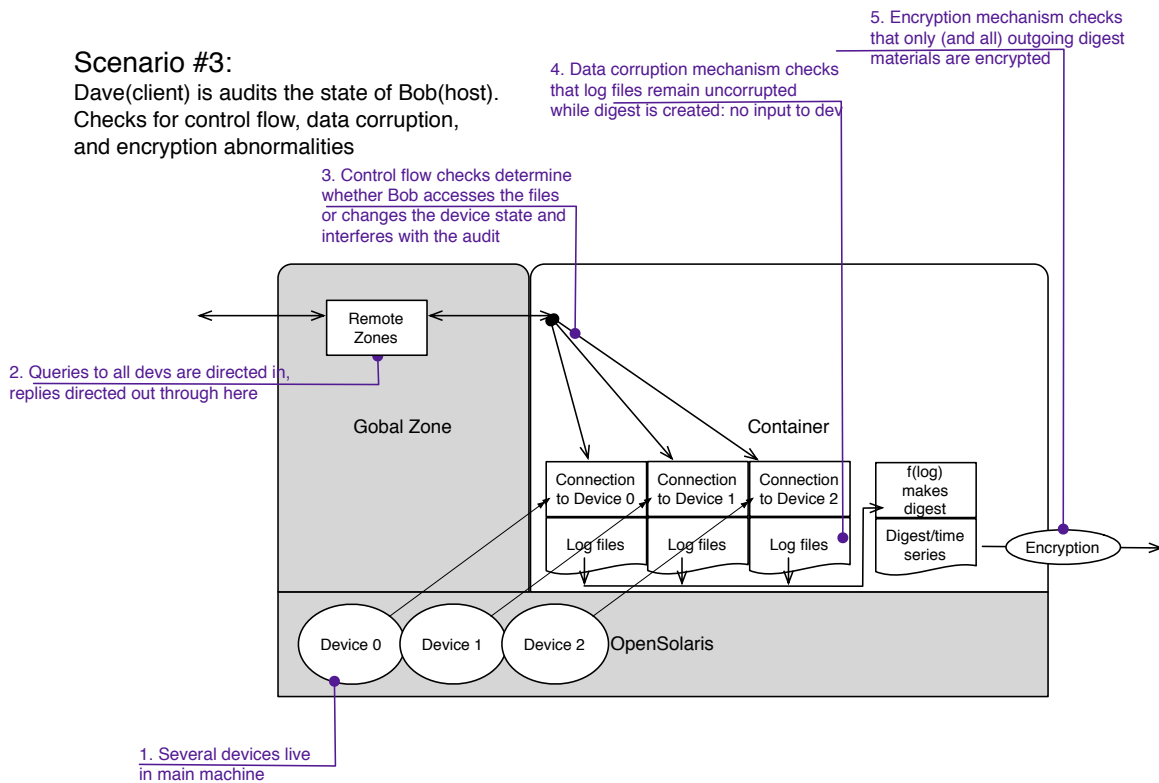 5. Encryption mechanism checks
that only (and all) outgoing digest
materials are encrypted
Scenario #3:
Dave(client) is audits the state of Bob(host).
Checks for control flow, data corruption,
and encryption abnormalities
4. Data corruption mechanism checks
that log files remain uncorrupted
while digest is created: no input to dev
3. Control flow checks determine
whether Bob accesses the files
or changes the device state and
interferes with the audit
Remote
Zones
2. Queries to all devs are directed in,
replies directed out through here
Gobal Zone
Container
Connection
to Device 0
Connection
to Device 1
Connection
to Device 2
f(log)
makes
digest
Log files
Log files
Log files
Digest/time
series
Encryption
Device 0
Device 1
Device 2
OpenSolaris
1. Several devices live
in main machine